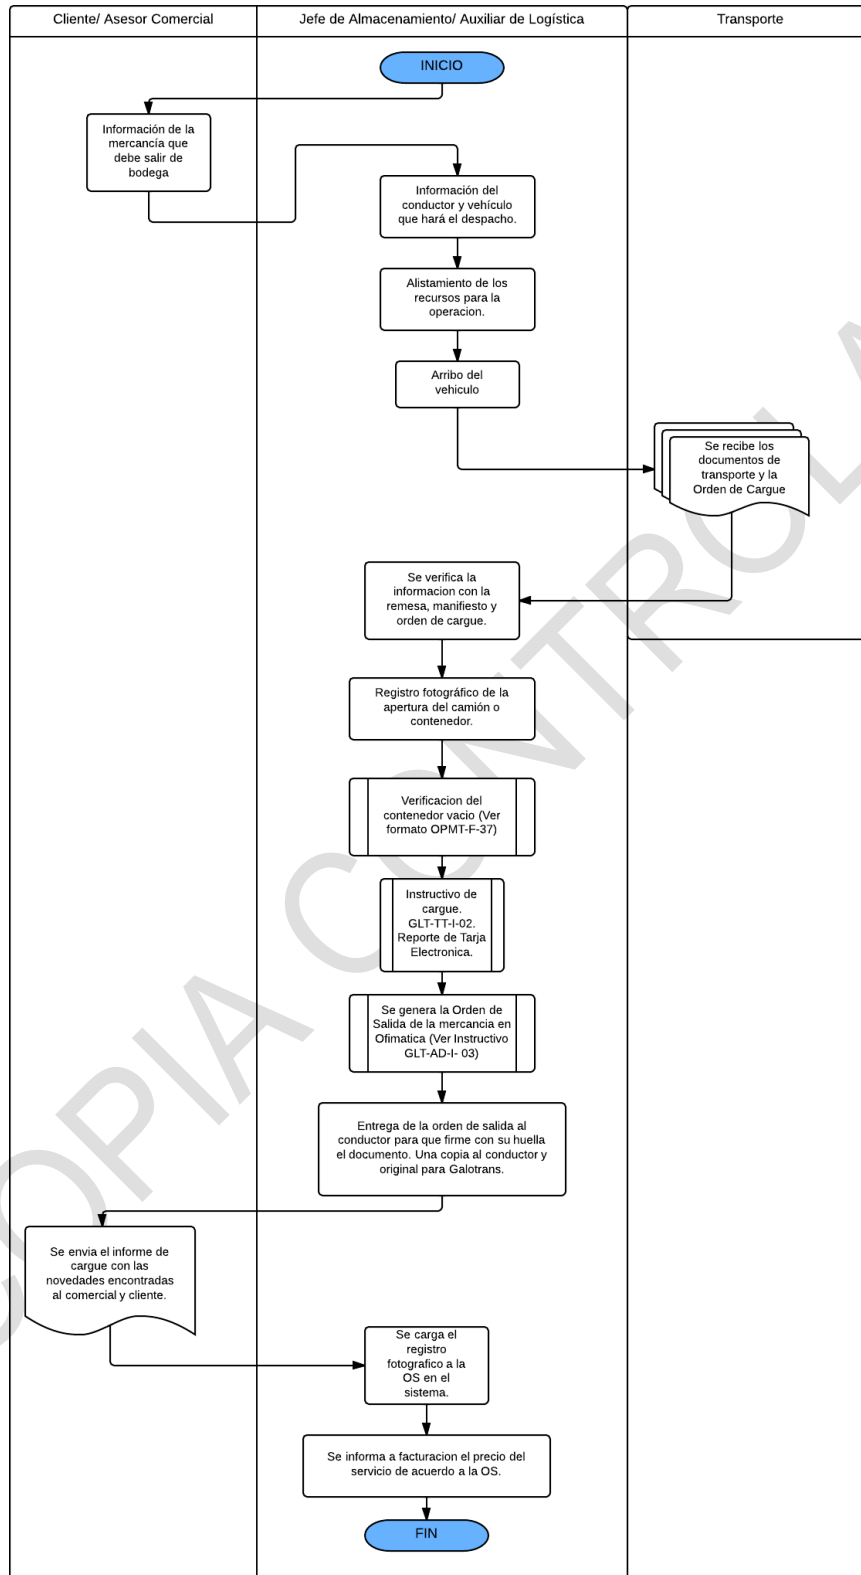 Cliente/ Asesor Comercial
Jefe de Almacenamiento/ Auxiliar de Logística
Transporte
INICIO
Información de la
mercancía que
debe salir de
bodega
Información del
conductor y vehículo
que hará el despacho.
Alistamiento de los
recursos para la
operacion.
Arribo del
vehiculo
Se recibe los
documentos de
transporte y la
Orden de Cargue
Se verifica la
informacion con la
remesa, manifiesto y
orden de cargue.
Registro fotográfico de la
apertura del camión o
contenedor.
Verificacion del
contenedor vacio (Ver
formato OPMT-F-37)
Instructivo de
cargue.
GLT-TT-I-02.
Reporte de Tarja
Electronica.
Se genera la Orden de
Salida de la mercancia en
Ofimatica (Ver Instructivo
GLT-AD-I- 03)
Entrega de la orden de salida al
conductor para que firme con su huella
el documento. Una copia al conductor y
original para Galotrans.
Se envia el informe de
cargue con las
novedades encontradas
al comercial y cliente.
Se carga el
registro
fotografico a la
OS en el
sistema.
Se informa a facturacion el precio del
servicio de acuerdo a la OS.
FIN
COPIA CONTROLA